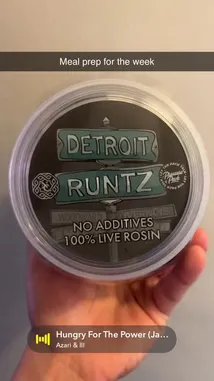 Meal prep for the week
DETROIT
RUNTZ
NO ADDITIVES
100% LIVE ROSIN
Hungry For The Power (Ja...
Azari & III